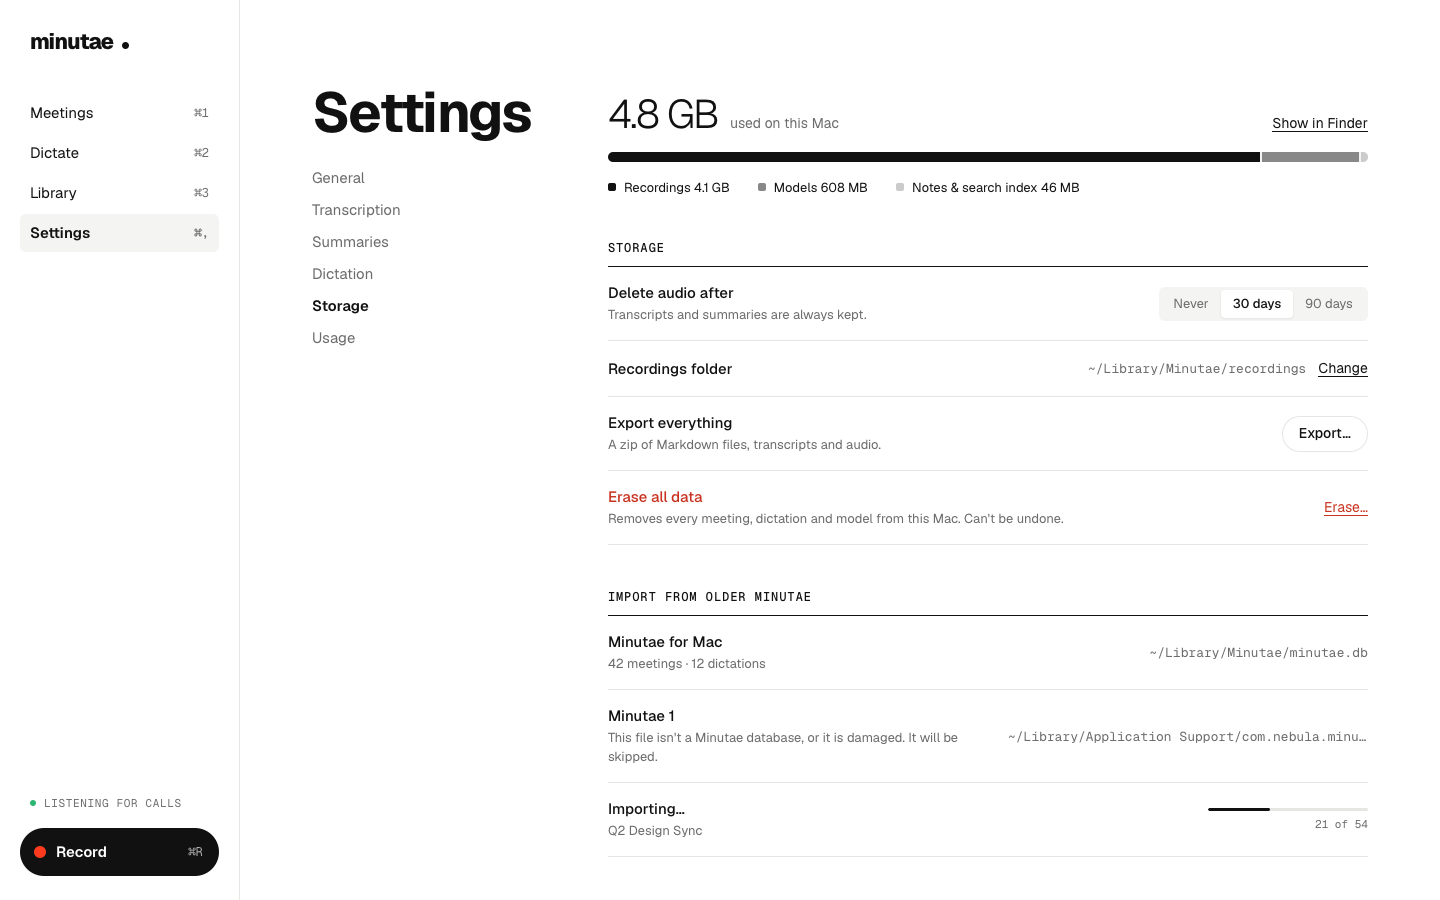 minutae
Meetings ⌘1
Dictate ⌘2
Library ⌘3
Settings ⌘,
LISTENING FOR CALLS
Record ⌘R
Settings
General
Transcription
Summaries
Dictation
Storage
Usage
4.8 GB used on this Mac Show in Finder
Recordings 4.1 GB Models 608 MB Notes & search index 46 MB
STORAGE
Delete audio after
Transcripts and summaries are always kept.
Never 30 days 90 days
Recordings folder ~/Library/Minutae/recordings Change
Export everything
A zip of Markdown files, transcripts and audio.
Export…
Erase all data
Removes every meeting, dictation and model from this Mac. Can't be undone.
Erase…
IMPORT FROM OLDER MINUTAE
Minutae for Mac
42 meetings · 12 dictations
~/Library/Minutae/minutae.db
Minutae 1
This file isn't a Minutae database, or it is damaged. It will be
skipped.
~/Library/Application Support/com.nebula.minu…
Importing…
Q2 Design Sync
21 of 54